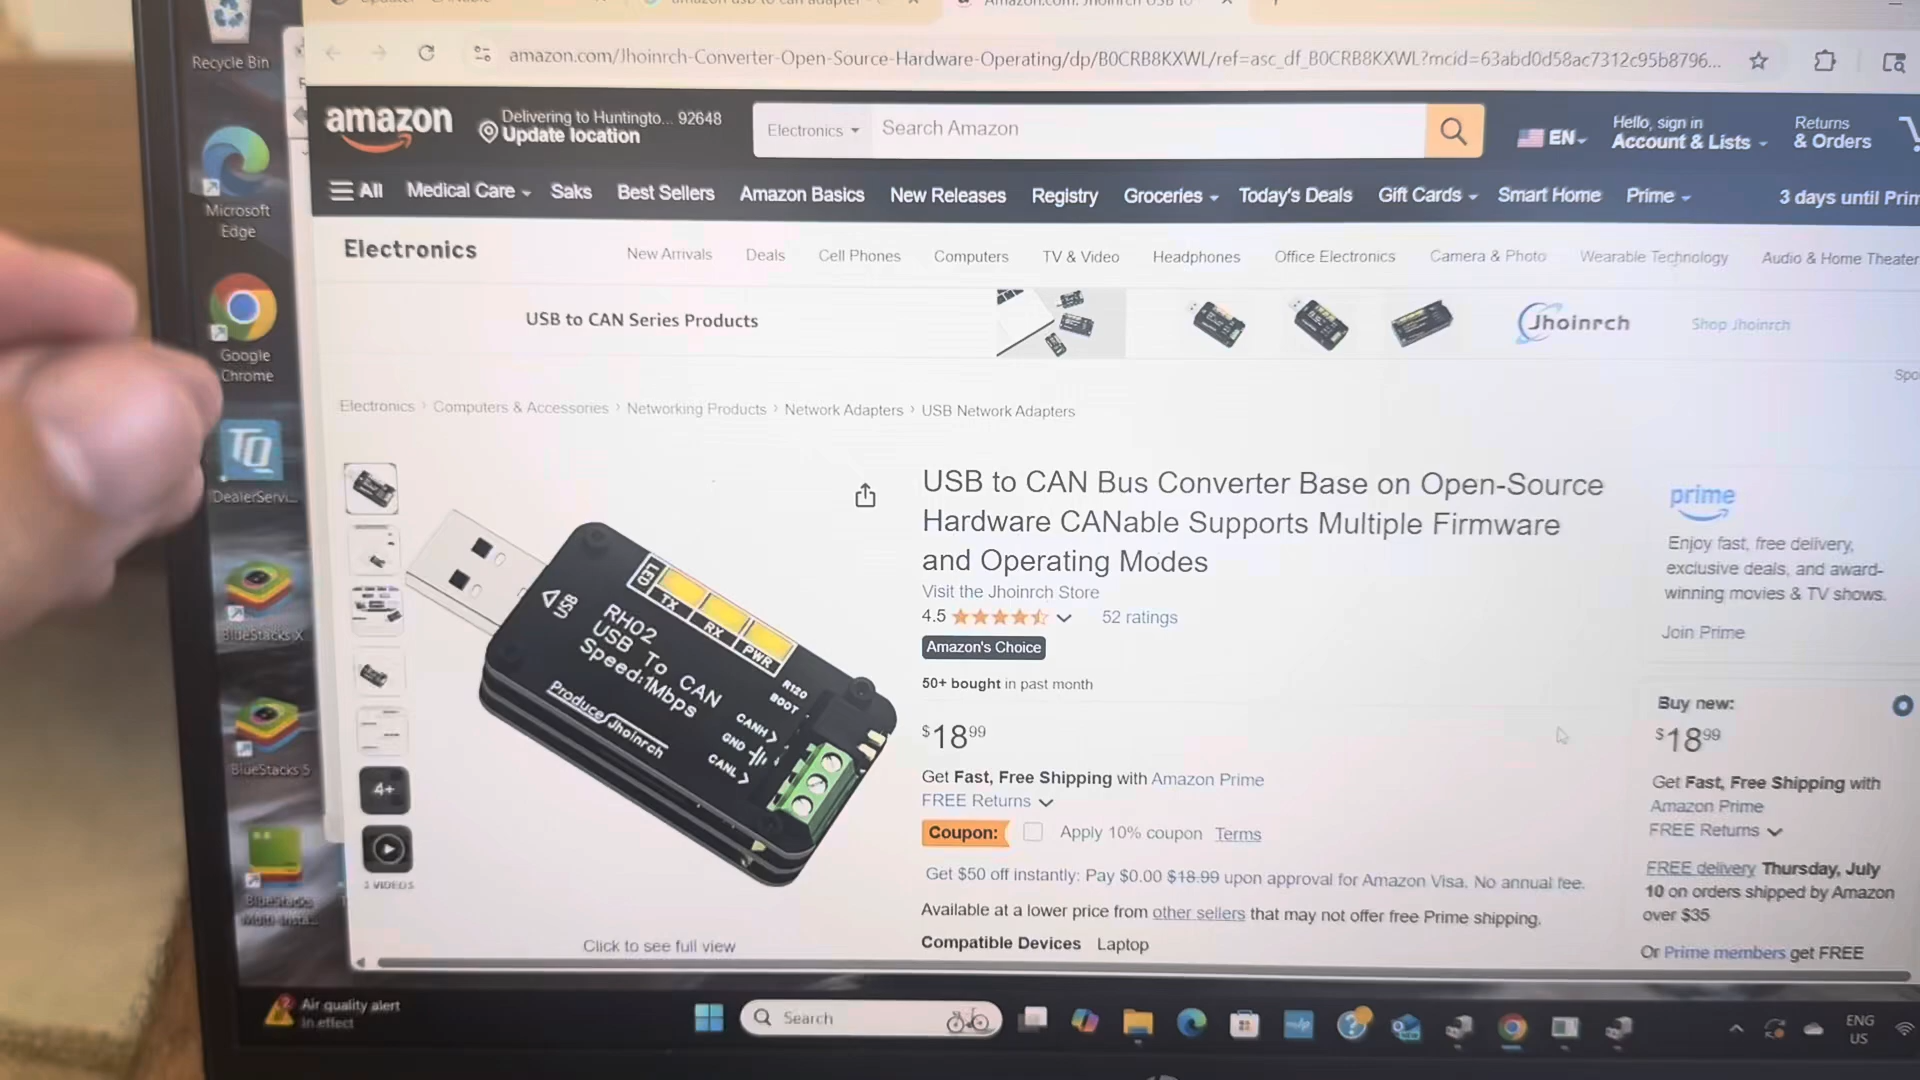 Recycle Bin
amazon.com/Jhoinrch-Converter-Open-Source-Hardware-Operating/dp/B0CRB8KXWL/ref=asc_df_B0CRB8KXWL?mcid=63abd0d58ac7312c95b8796...
amazon
Delivering to Huntingto... 92648
Update location
Electronics
Search Amazon
EN
Hello, sign in
Account & Lists
Returns
& Orders
All
Medical Care
Saks
Best Sellers
Amazon Basics
New Releases
Registry
Groceries
Today's Deals
Gift Cards
Smart Home
Prime
3 days until Prim
Microsoft
Edge
Electronics
New Arrivals
Deals
Cell Phones
Computers
TV & Video
Headphones
Office Electronics
Camera & Photo
Wearable Technology
Audio & Home Theater
USB to CAN Series Products
Jhoinrch
Shop Jhoinrch
Spo
Google
Chrome
Electronics › Computers & Accessories › Networking Products › Network Adapters › USB Network Adapters
TQ
DealerServi...
USB to CAN Bus Converter Base on Open-Source
Hardware CANable Supports Multiple Firmware
and Operating Modes
Visit the Jhoinrch Store
4.5
52 ratings
Amazon's Choice
50+ bought in past month
$18.99
Get Fast, Free Shipping with Amazon Prime
FREE Returns
Coupon:
Apply 10% coupon Terms
Get $50 off instantly: Pay $0.00 $18.99 upon approval for Amazon Visa. No annual fee.
Available at a lower price from other sellers that may not offer free Prime shipping.
Compatible Devices Laptop
USB
LED
TX
RX
PWR
RH02
USB To CAN
Speed:1Mbps
Produce Jhoinrch
R120
BOOT
CANH
GND
CANL
4+
3 VIDEOS
Click to see full view
prime
Enjoy fast, free delivery,
exclusive deals, and award-
winning movies & TV shows.
Join Prime
Buy new:
$18.99
Get Fast, Free Shipping with
Amazon Prime
FREE Returns
FREE delivery Thursday, July
10 on orders shipped by Amazon
over $35
Or Prime members get FREE
BlueStacks X
BlueStacks 5
BlueStacks
Multi-Insta...
Air quality alert
In effect
Search
ENG
US